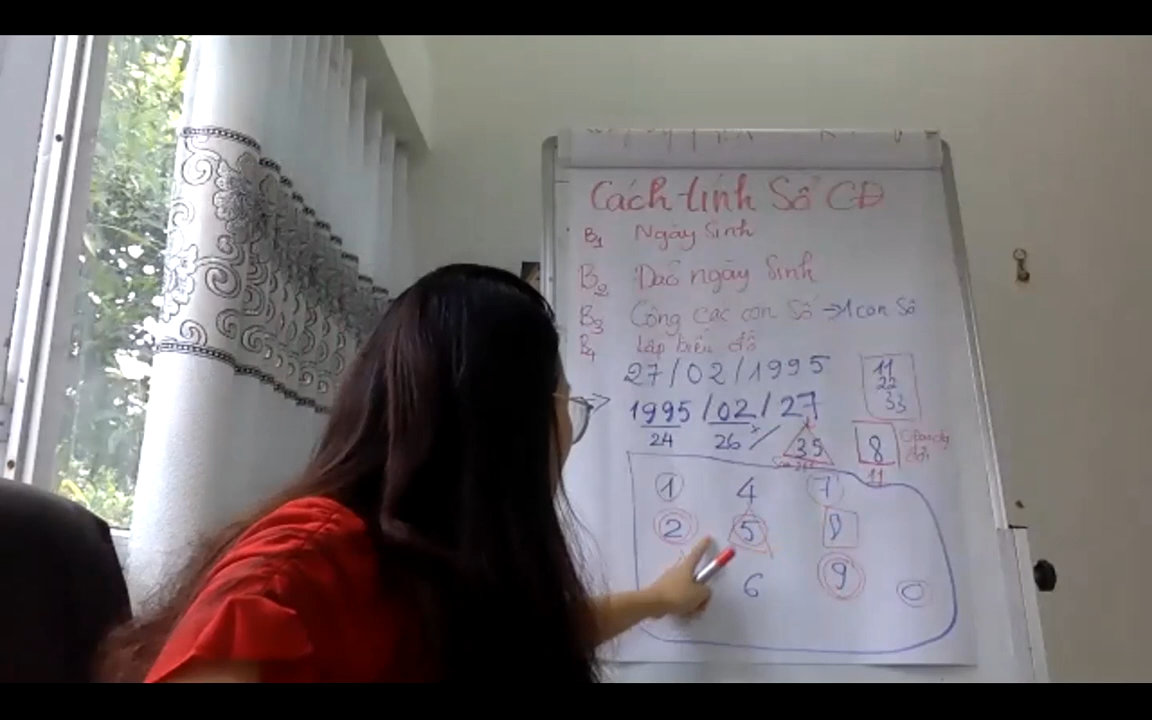 Cách tính Số CĐ
B1 Ngày Sinh
B2 Đảo ngày Sinh
B3 Cộng các con số → 1 con số
B4 Lập biểu đồ
27/02/1995
11
22
33
1995/02/27
24 26 35
8 đường đời
11
1 4 7
2 5 8
6 9 0